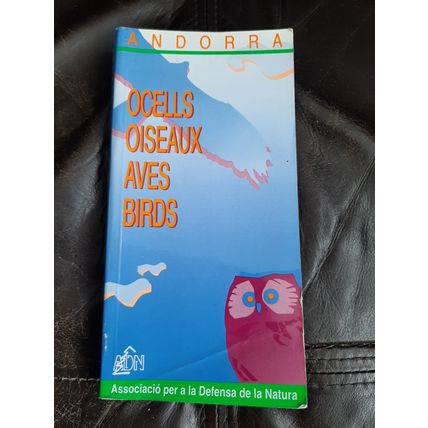 ANDORRA
OCELLS
OISEAUX
AVES
BIRDS
ADN
Associació per a la Defensa de la Natura